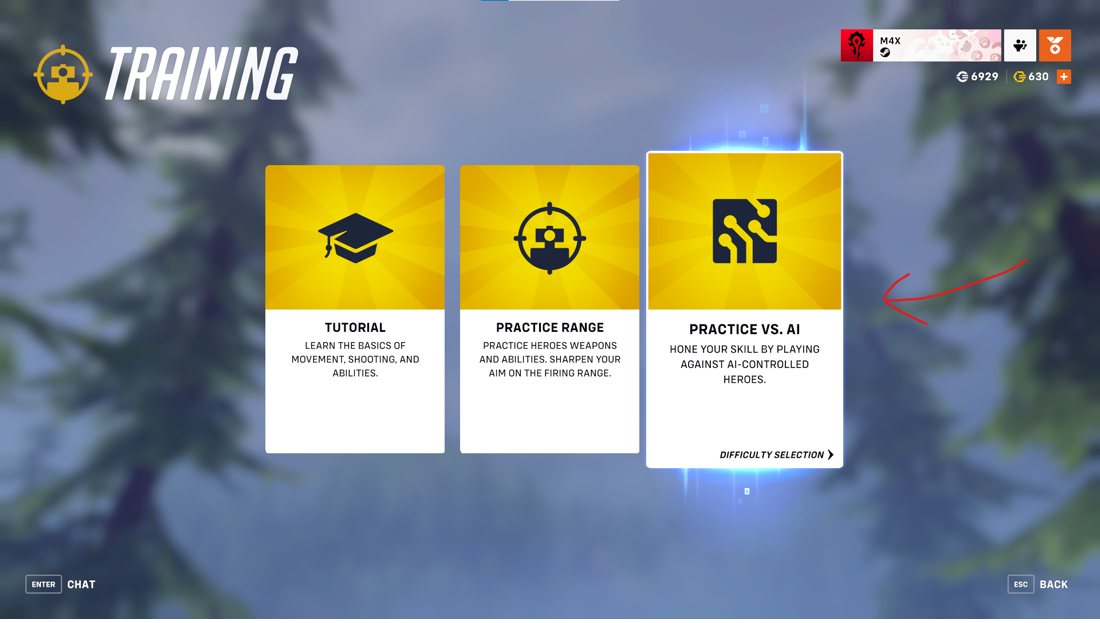 TRAINING
M4X
6929
630
TUTORIAL
LEARN THE BASICS OF
MOVEMENT, SHOOTING, AND
ABILITIES.
PRACTICE RANGE
PRACTICE HEROES WEAPONS
AND ABILITIES. SHARPEN YOUR
AIM ON THE FIRING RANGE.
PRACTICE VS. AI
HONE YOUR SKILL BY PLAYING
AGAINST AI-CONTROLLED
HEROES.
DIFFICULTY SELECTION
ENTER CHAT
ESC BACK